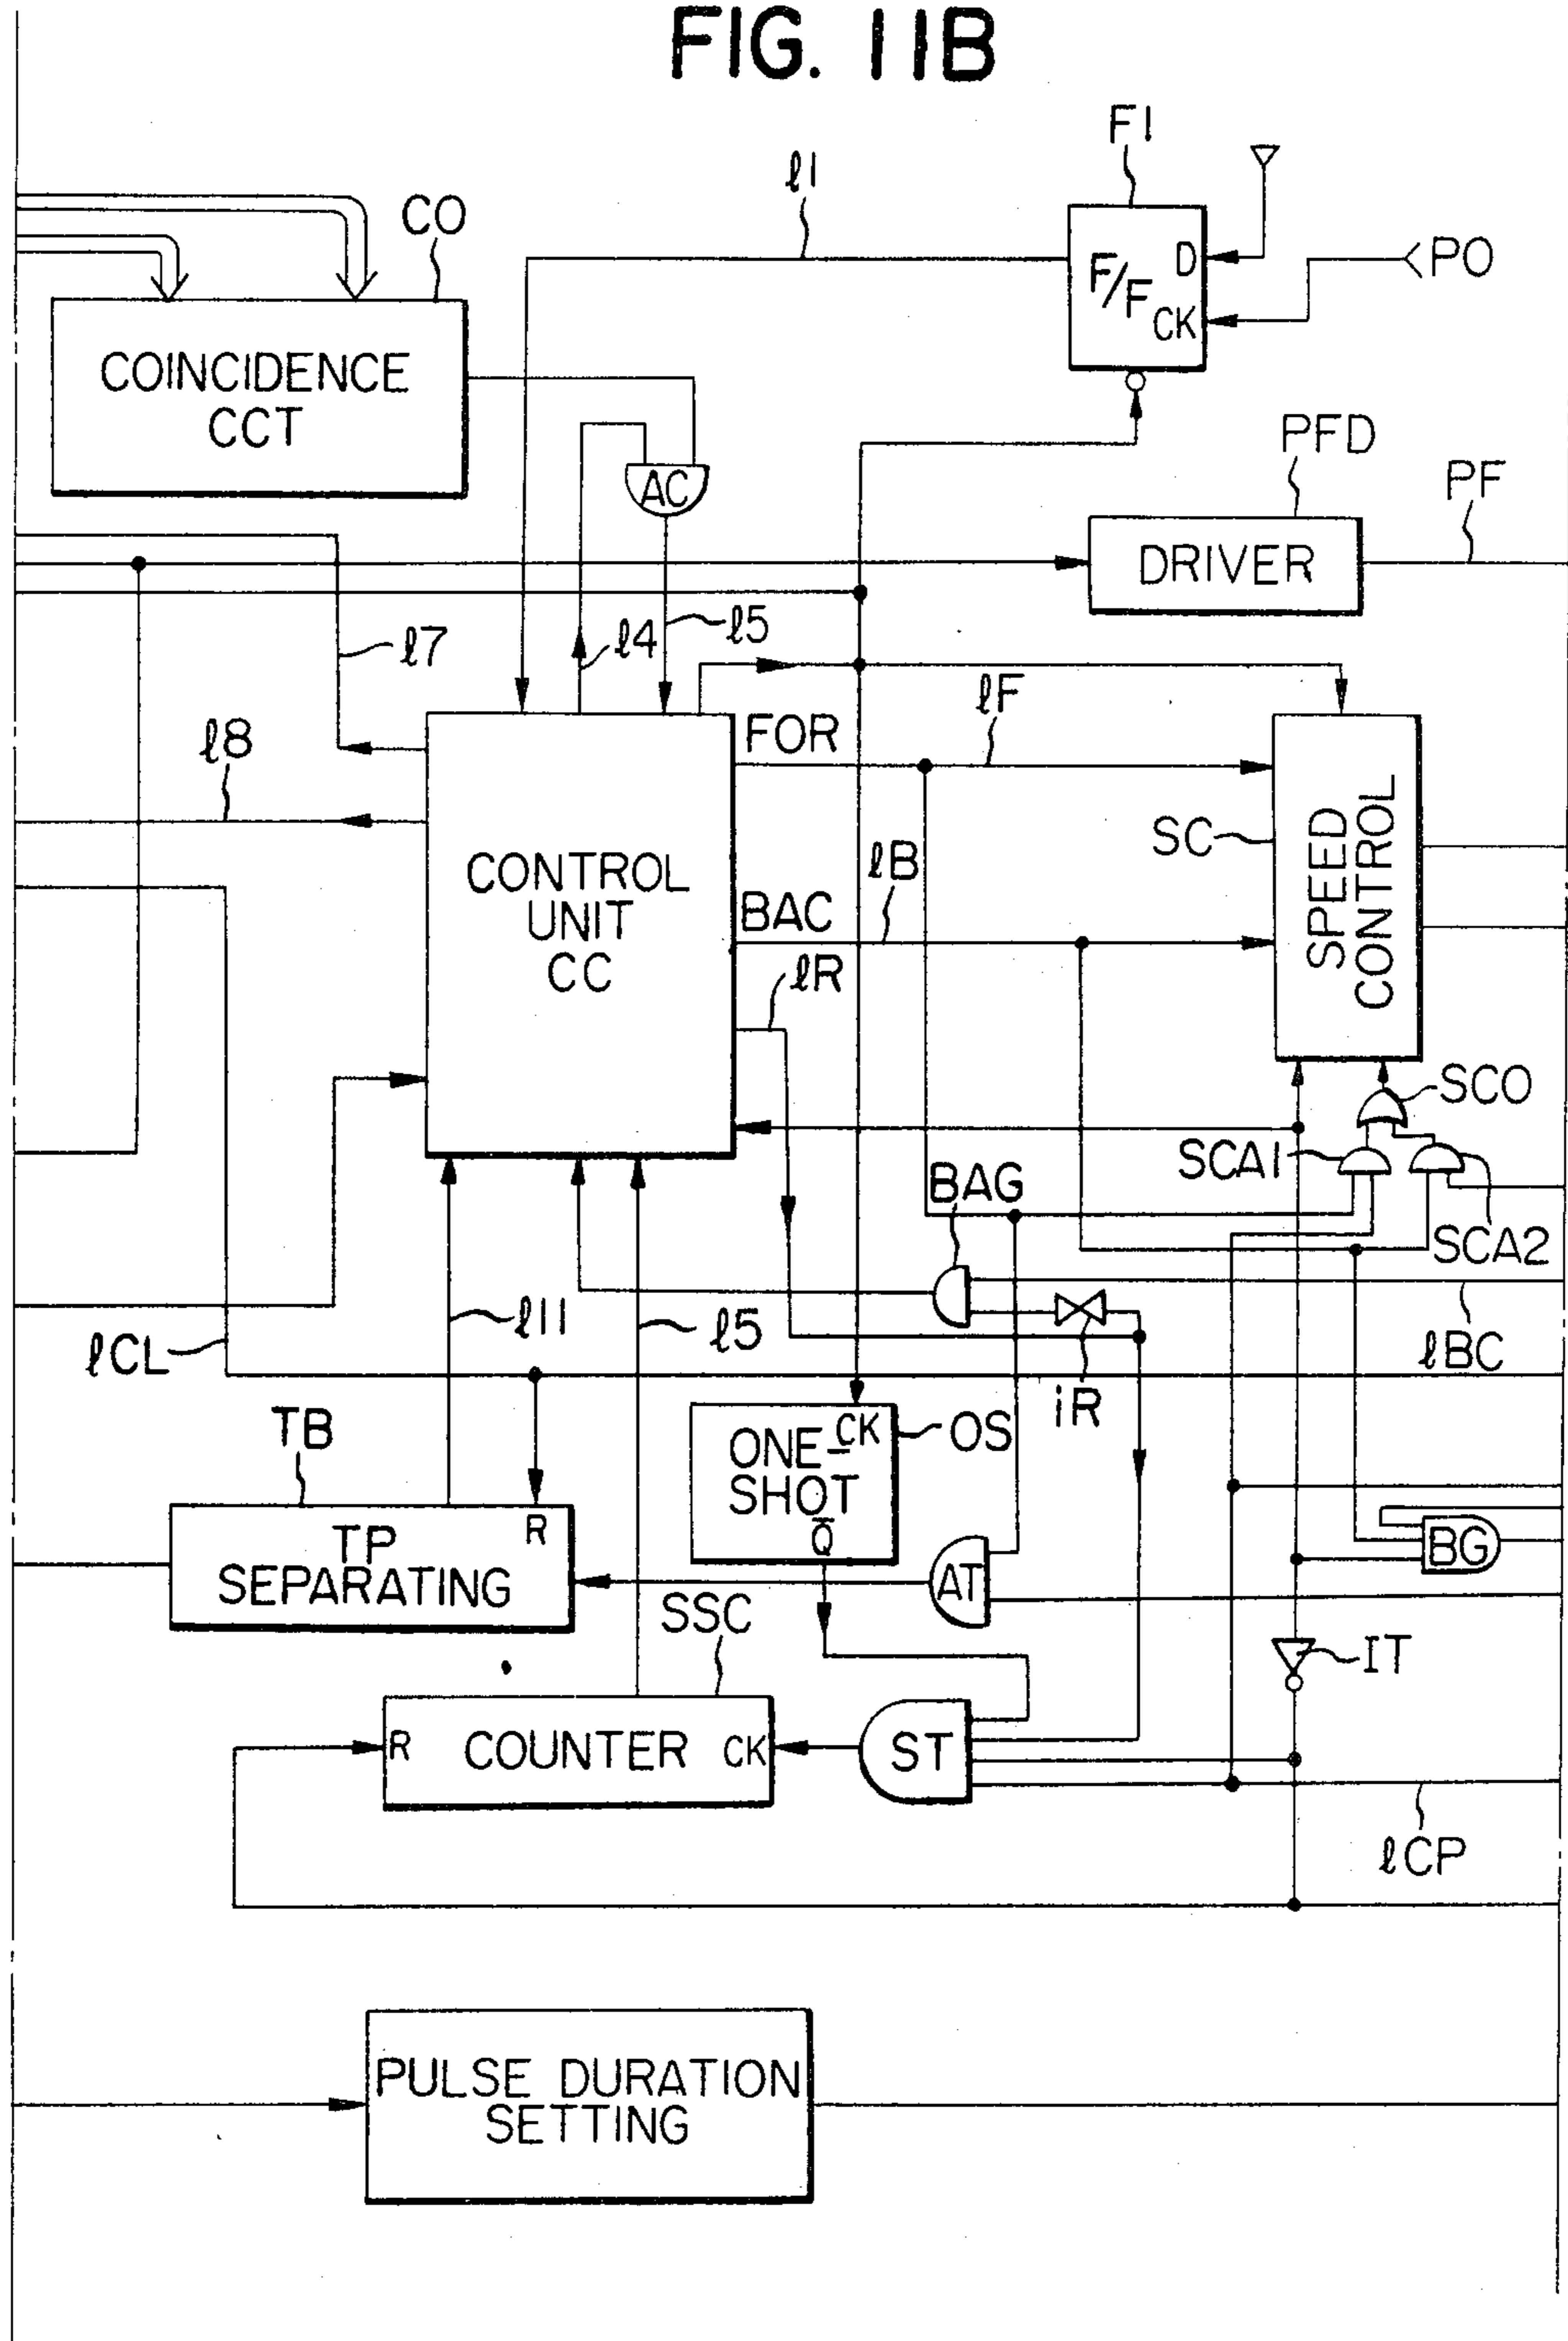 FIG. 11B
F1
ℓ1
CO
D
F/F
CK
PO
COINCIDENCE
CCT
PFD
AC
PF
DRIVER
ℓ7
ℓ4
ℓ5
ℓ8
FOR
ℓF
SC
SPEED
CONTROL
CONTROL
UNIT
CC
ℓB
BAC
ℓR
SCO
SCA1
BAG
SCA2
ℓ11
ℓ5
ℓCL
ℓBC
iR
TB
CK
ONE-
SHOT
Q̄
OS
R
TP
SEPARATING
BG
AT
SSC
IT
R
COUNTER
CK
ST
ℓCP
PULSE DURATION
SETTING